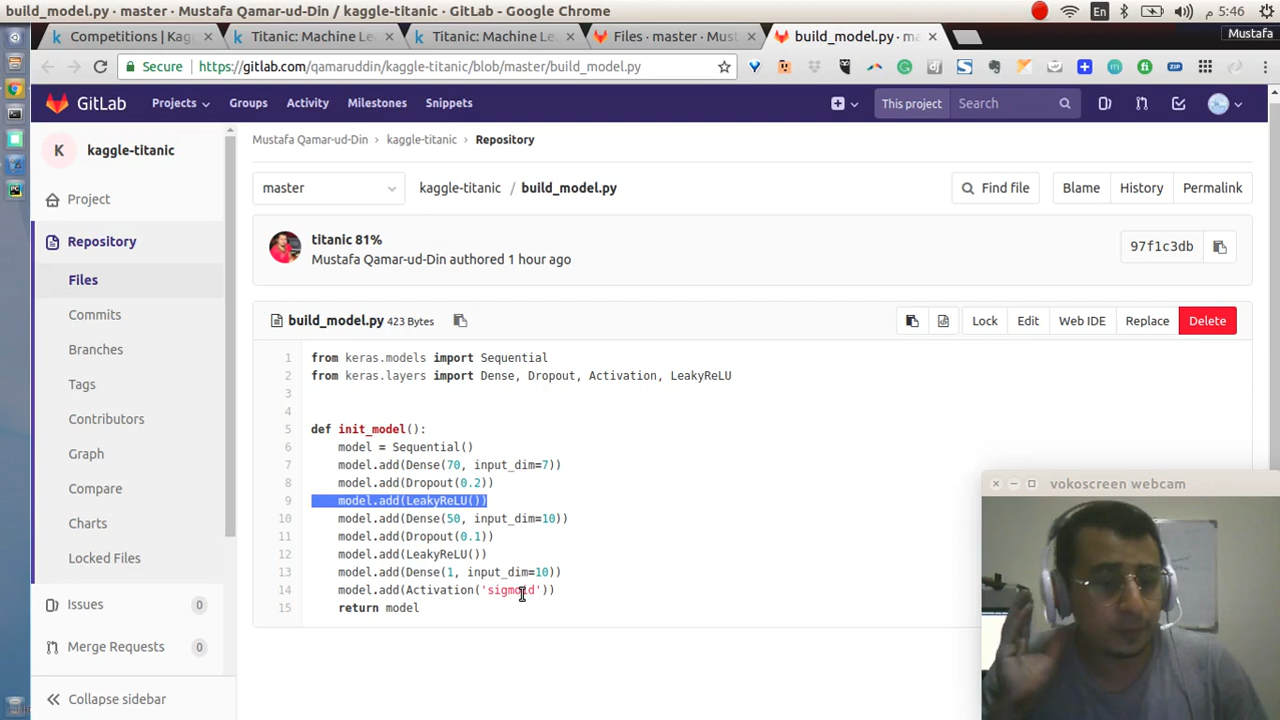 build_model.py · master · Mustafa Qamar-ud-Din / kaggle-titanic · GitLab - Google Chrome
En
5:46 م
Competitions | Kag
Titanic: Machine Le
Titanic: Machine Le
Files · master · Must
build_model.py · ma
Mustafa
Secure
https://gitlab.com/qamaruddin/kaggle-titanic/blob/master/build_model.py
GitLab
Projects
Groups
Activity
Milestones
Snippets
This project
Search
K
kaggle-titanic
Project
Repository
Files
Commits
Branches
Tags
Contributors
Graph
Compare
Charts
Locked Files
Issues
0
Merge Requests
0
Collapse sidebar
Mustafa Qamar-ud-Din
kaggle-titanic
Repository
master
kaggle-titanic / build_model.py
Find file
Blame
History
Permalink
titanic 81%
Mustafa Qamar-ud-Din authored 1 hour ago
97f1c3db
build_model.py 423 Bytes
Lock
Edit
Web IDE
Replace
Delete
1 from keras.models import Sequential
2 from keras.layers import Dense, Dropout, Activation, LeakyReLU
3
4
5 def init_model():
6 model = Sequential()
7 model.add(Dense(70, input_dim=7))
8 model.add(Dropout(0.2))
9 model.add(LeakyReLU())
10 model.add(Dense(50, input_dim=10))
11 model.add(Dropout(0.1))
12 model.add(LeakyReLU())
13 model.add(Dense(1, input_dim=10))
14 model.add(Activation('sigmoid'))
15 return model
vokoscreen webcam